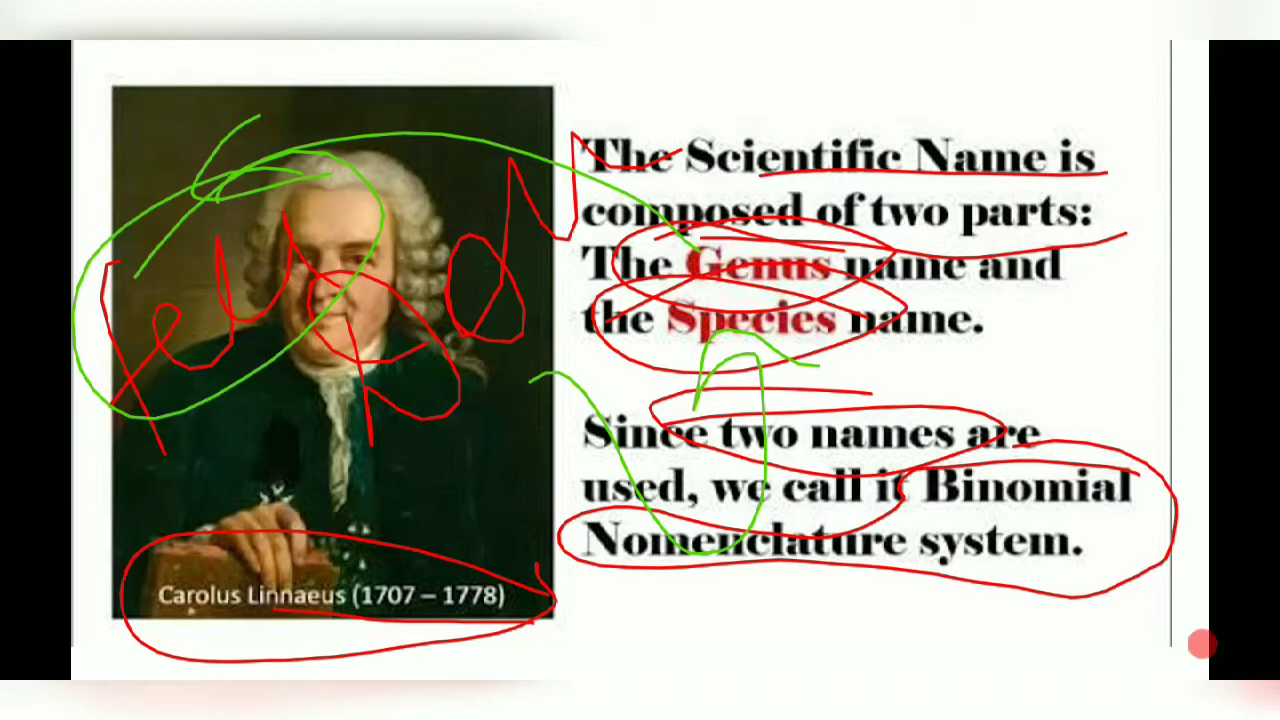 The Scientific Name is
composed of two parts:
The Genus name and
the Species name.
Since two names are
used, we call it Binomial
Nomenclature system.
Carolus Linnaeus (1707 – 1778)